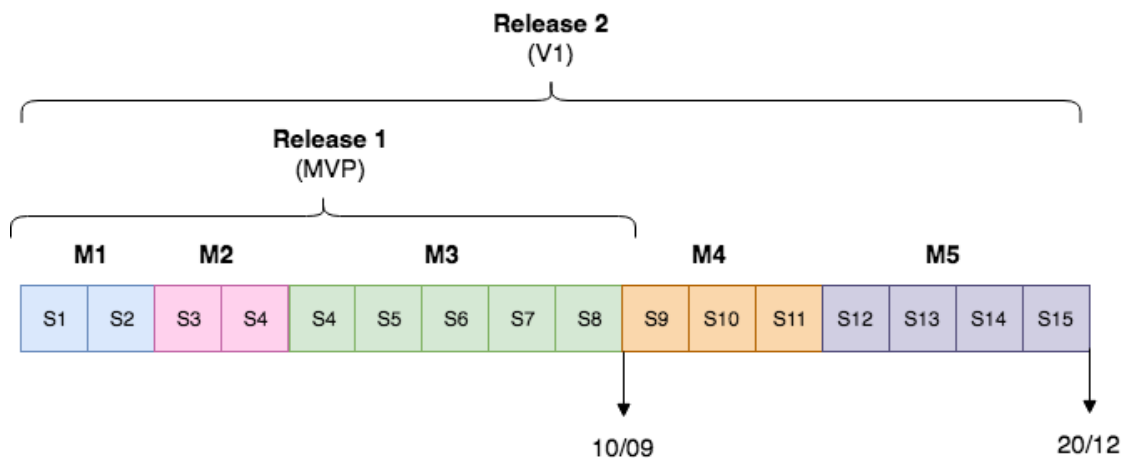 Release 2
(V1)
Release 1
(MVP)
M1 M2 M3 M4 M5
S1 S2 S3 S4 S4 S5 S6 S7 S8 S9 S10 S11 S12 S13 S14 S15
10/09 20/12